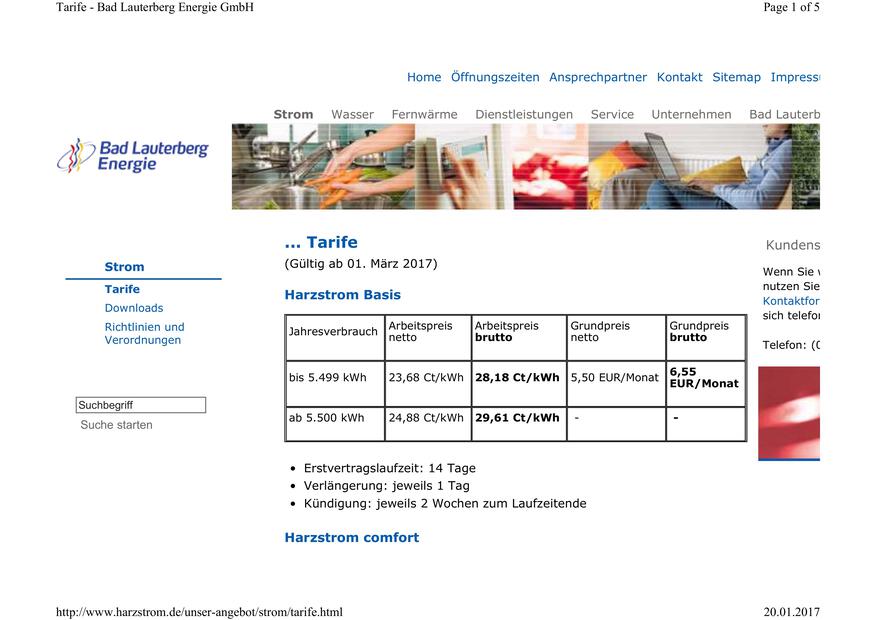 Tarife - Bad Lauterberg Energie GmbH
Page 1 of 5
Home Öffnungszeiten Ansprechpartner Kontakt Sitemap
Strom Wasser Fernwärme Dienstleistungen Service Unternehmen Bad
Bad Lauterberg
Energie
Strom
Tarife
Downloads
Richtlinien und
Verordnungen
Suchbegriff
Suche starten
... Tarife
(Gültig ab 01. März 2017)
Harzstrom Basis
Jahresverbrauch Arbeitspreis netto Arbeitspreis brutto Grundpreis netto Grundpreis brutto
bis 5.499 kWh 23,68 Ct/kWh 28,18 Ct/kWh 5,50 EUR/Monat 6,55 EUR/Monat
ab 5.500 kWh 24,88 Ct/kWh 29,61 Ct/kWh - -
• Erstvertragslaufzeit: 14 Tage
• Verlängerung: jeweils 1 Tag
• Kündigung: jeweils 2 Wochen zum Laufzeitende
Harzstrom comfort
Kundens
Wenn Sie
nutzen Sie
Kontaktfor
sich telefo
Telefon: (0
http://www.harzstrom.de/unser-angebot/strom/tarife.html
20.01.2017